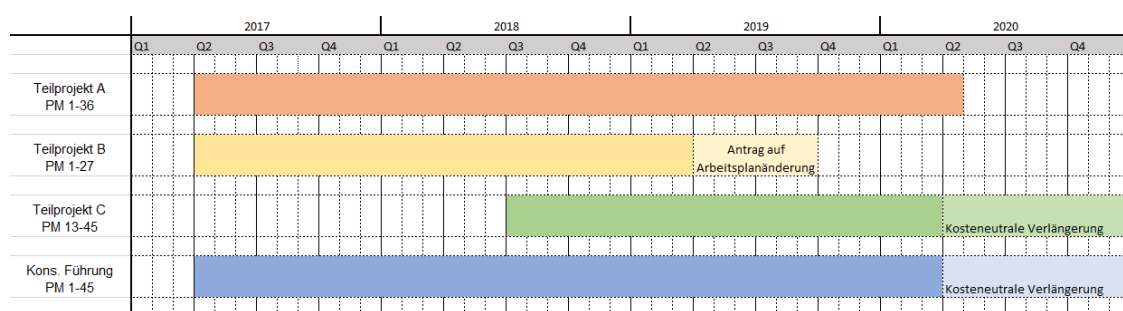 2017 2018 2019 2020
Q1 Q2 Q3 Q4 Q1 Q2 Q3 Q4 Q1 Q2 Q3 Q4 Q1 Q2 Q3 Q4
Teilprojekt A
PM 1-36
Teilprojekt B
PM 1-27
Antrag auf
Arbeitsplanänderung
Teilprojekt C
PM 13-45
Kosteneutrale Verlängerung
Kons. Führung
PM 1-45
Kosteneutrale Verlängerung